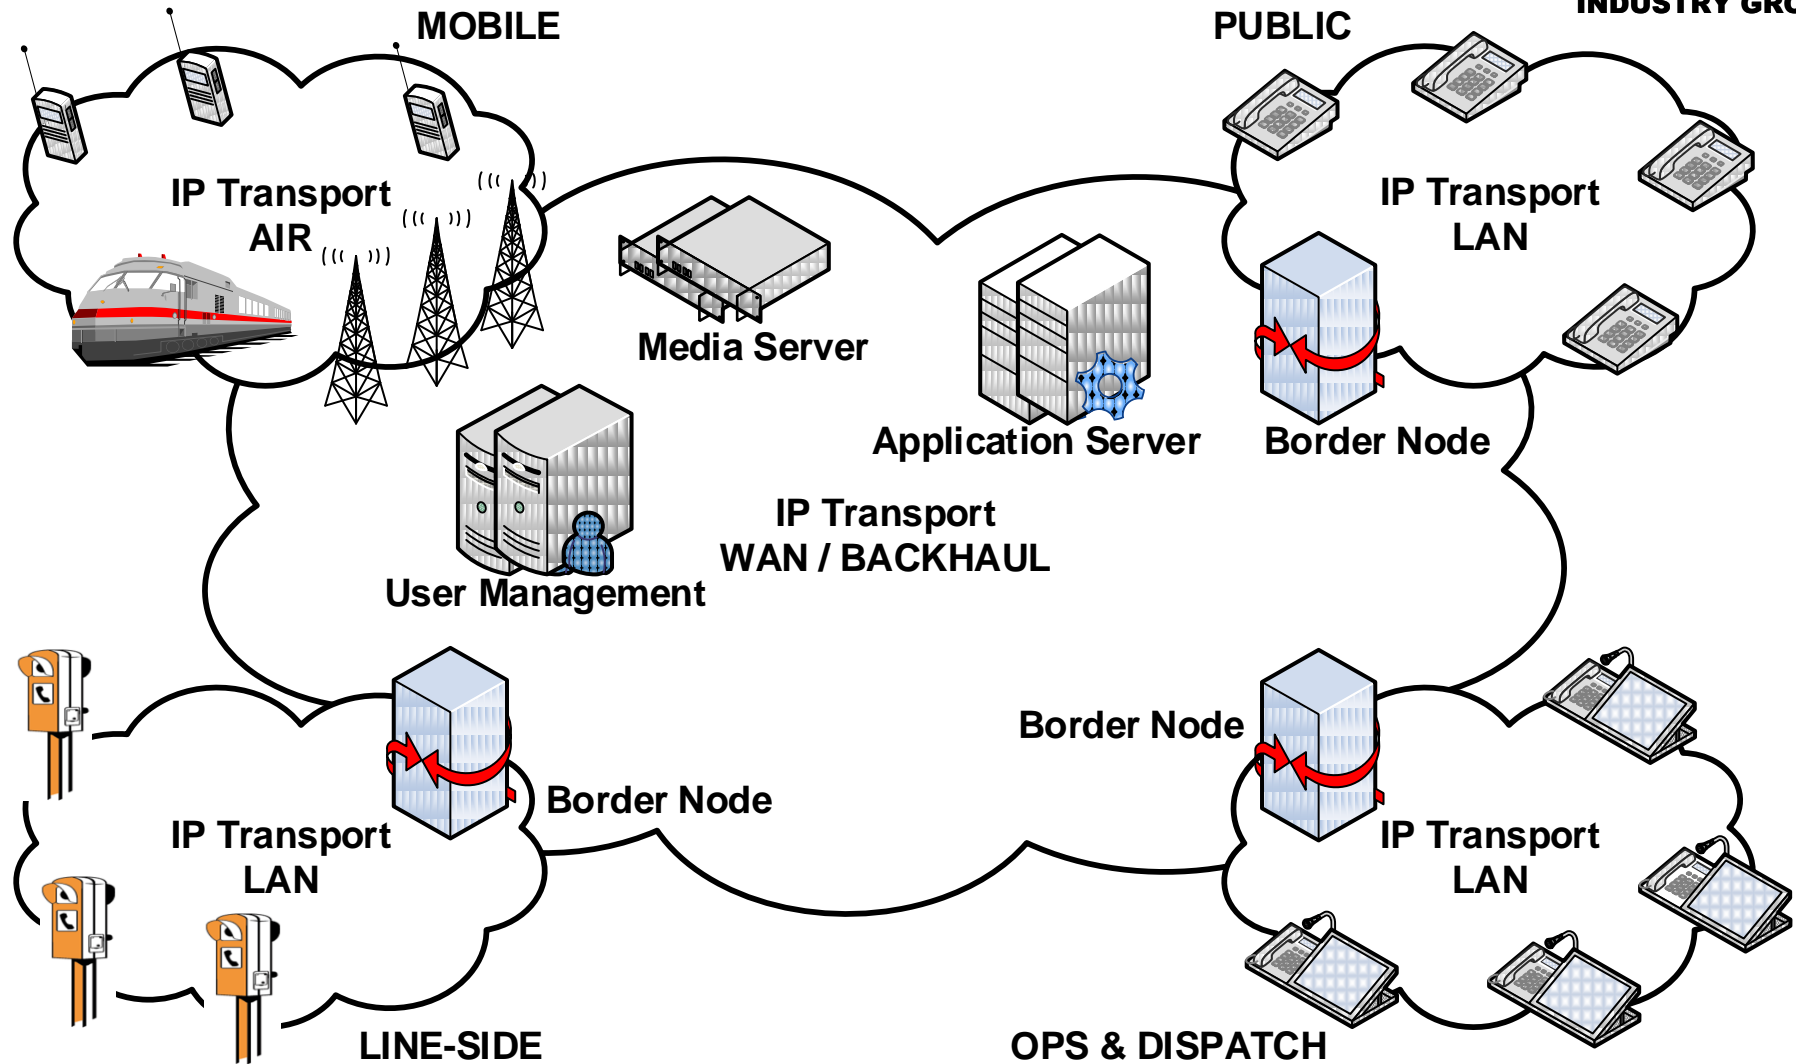 INDUSTRY
MOBILE
PUBLIC
IP Transport
AIR
IP Transport
LAN
Media Server
Application Server
Border Node
IP Transport
WAN / BACKHAUL
User Management
Border Node
Border Node
IP Transport
LAN
IP Transport
LAN
LINE-SIDE
OPS & DISPATCH